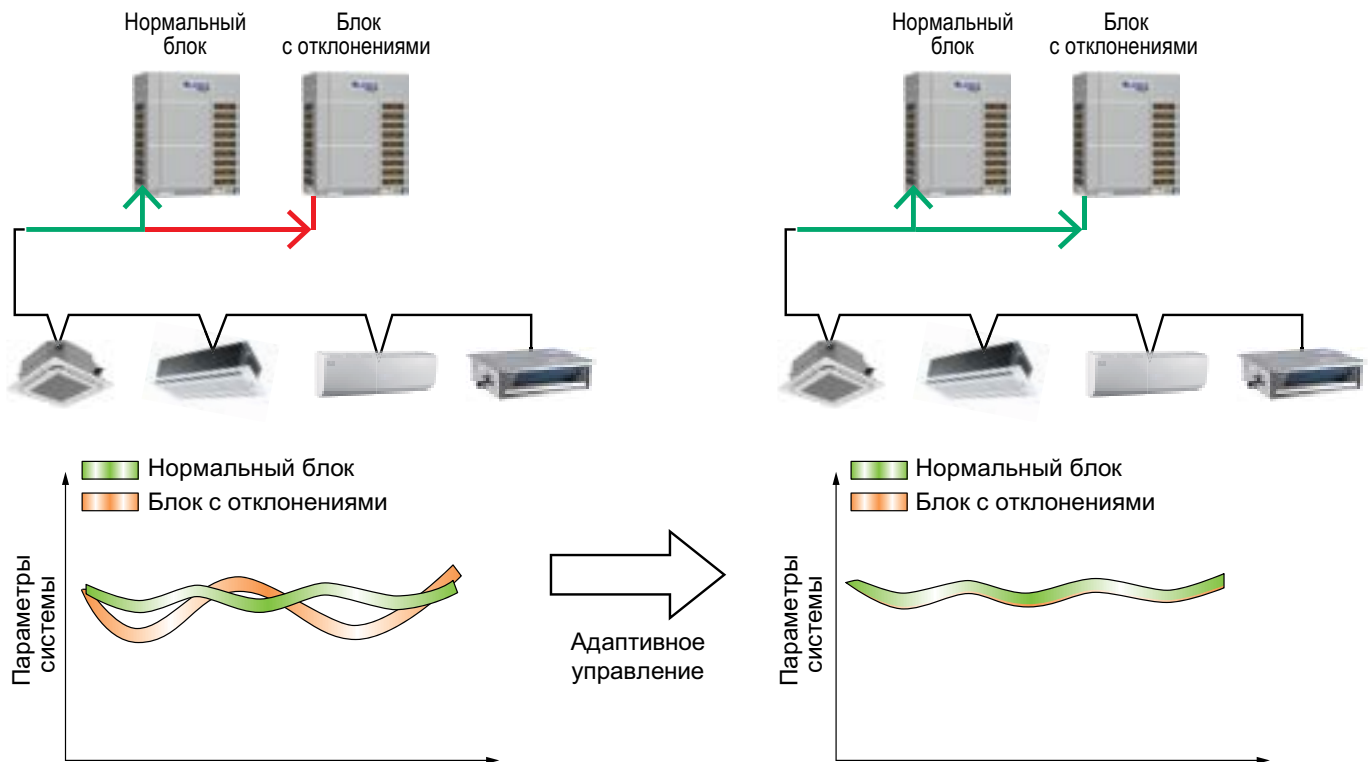 Нормальный
блок
Блок
с отклонениями
Нормальный
блок
Блок
с отклонениями
Нормальный блок
Блок с отклонениями
Параметры
системы
Адаптивное
управление
Нормальный блок
Блок с отклонениями
Параметры
системы